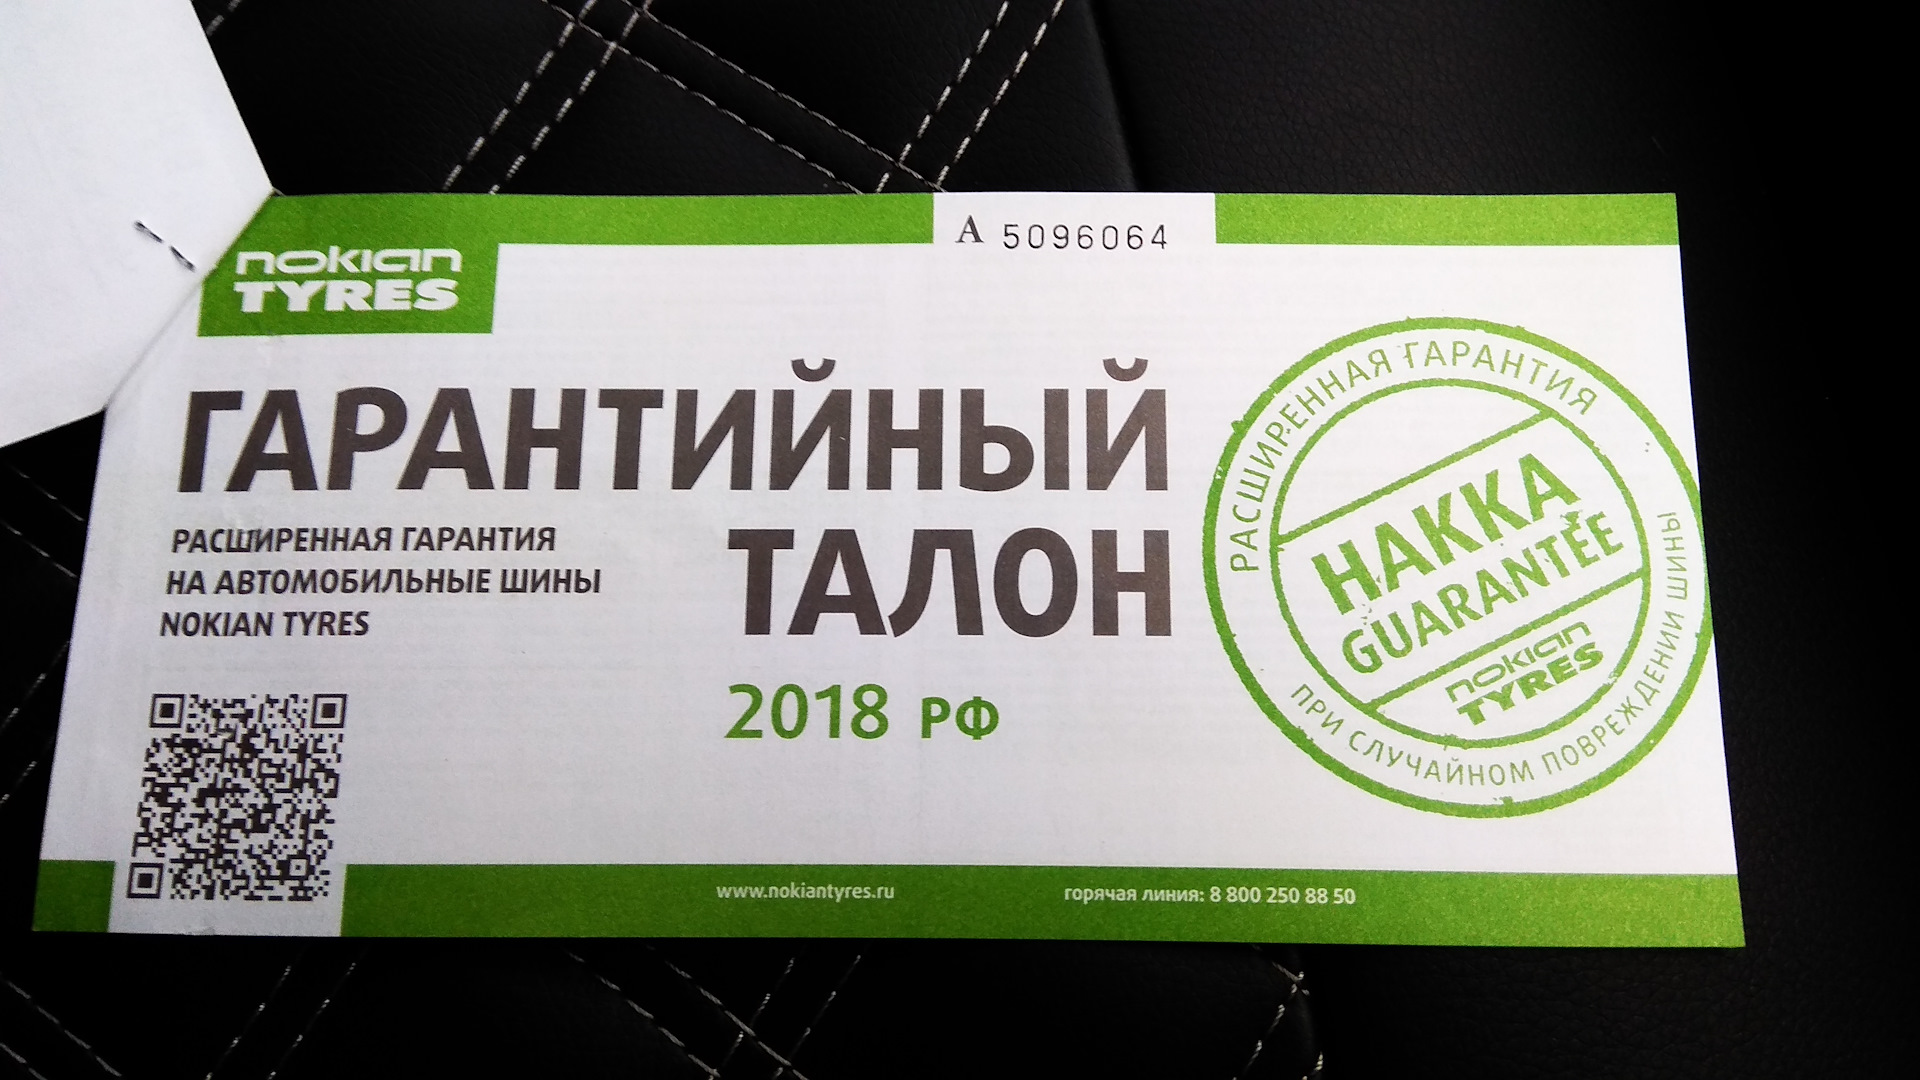 А 5096064
nokian
TYRES
ГАРАНТИЙНЫЙ
ТАЛОН
РАСШИРЕННАЯ ГАРАНТИЯ
НА АВТОМОБИЛЬНЫЕ ШИНЫ
NOKIAN TYRES
2018 РФ
РАСШИРЕННАЯ ГАРАНТИЯ
HAKKA
GUARANTEE
nokian
TYRES
ПРИ СЛУЧАЙНОМ ПОВРЕЖДЕНИИ ШИНЫ
www.nokiantyres.ru
горячая линия: 8 800 250 88 50